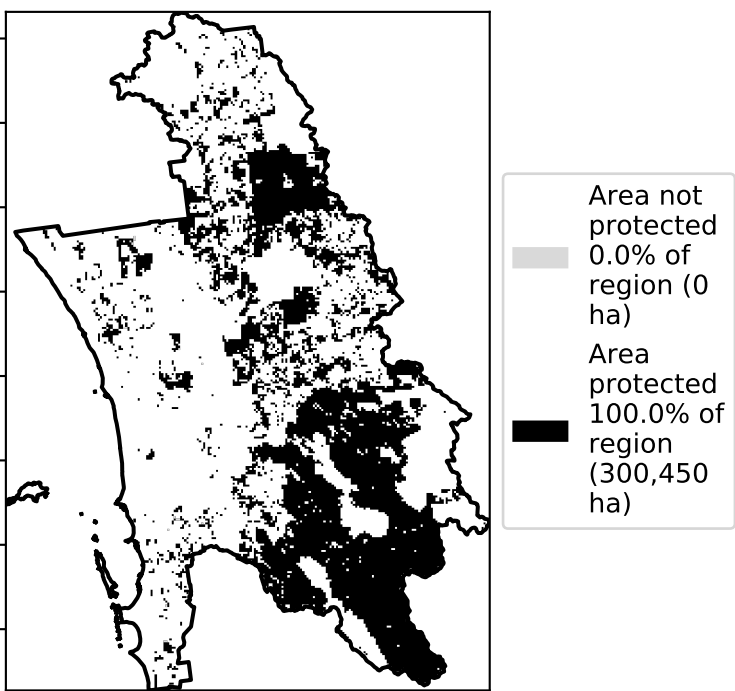 Area not
protected
0.0% of
region (0
ha)
Area
protected
100.0% of
region
(300,450
ha)